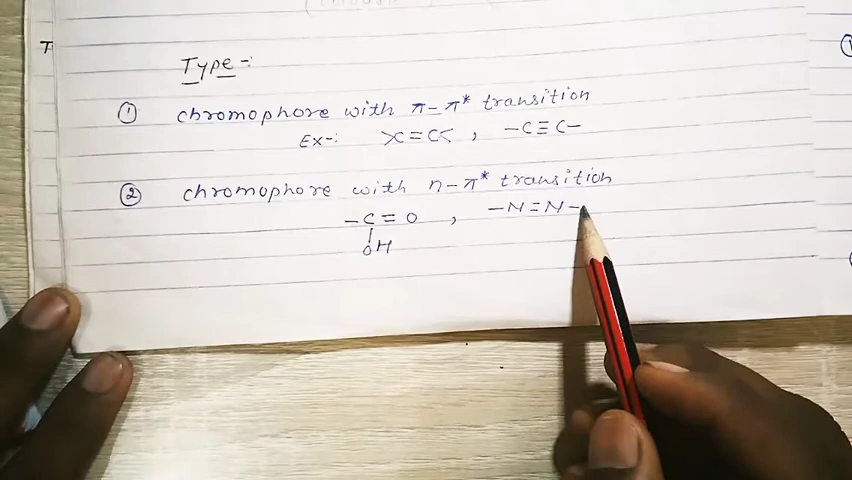 Type -:
① chromophore with π-π* transition
Ex-: >C=C< , -C≡C-
② chromophore with n-π* transition
-C=O , -N=N-
OH